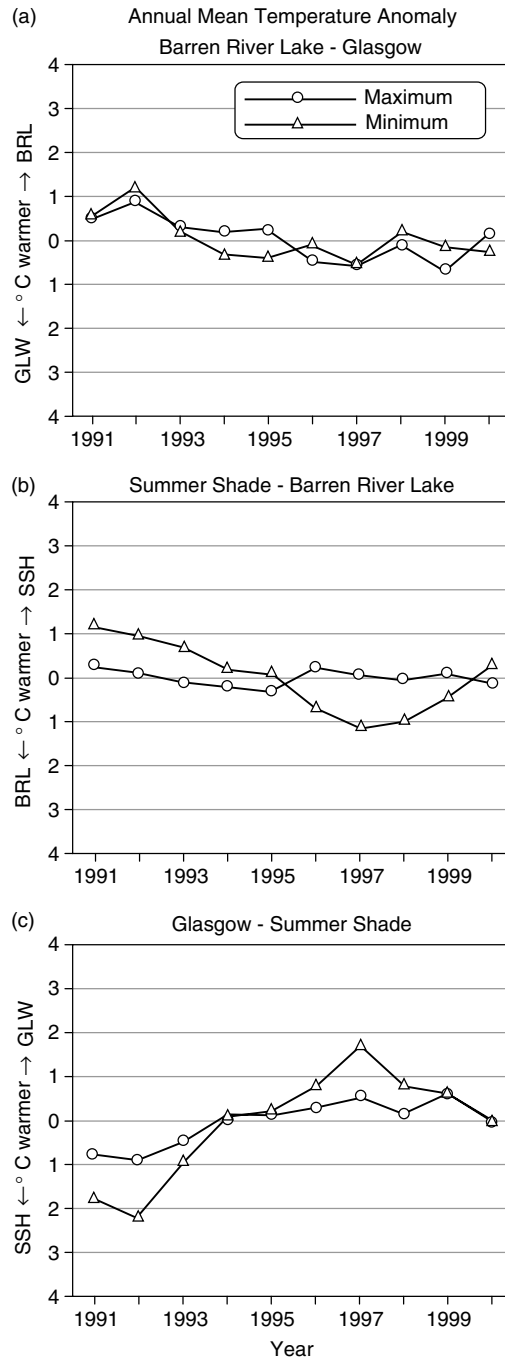 (a)
Annual Mean Temperature Anomaly
Barren River Lake - Glasgow
Maximum
Minimum
GLW ← ° C warmer → BRL
4
3
2
1
0
1
2
3
4
1991 1993 1995 1997 1999
(b)
Summer Shade - Barren River Lake
BRL ← ° C warmer → SSH
4
3
2
1
0
1
2
3
4
1991 1993 1995 1997 1999
(c)
Glasgow - Summer Shade
SSH ←° C warmer → GLW
4
3
2
1
0
1
2
3
4
1991 1993 1995 1997 1999
Year